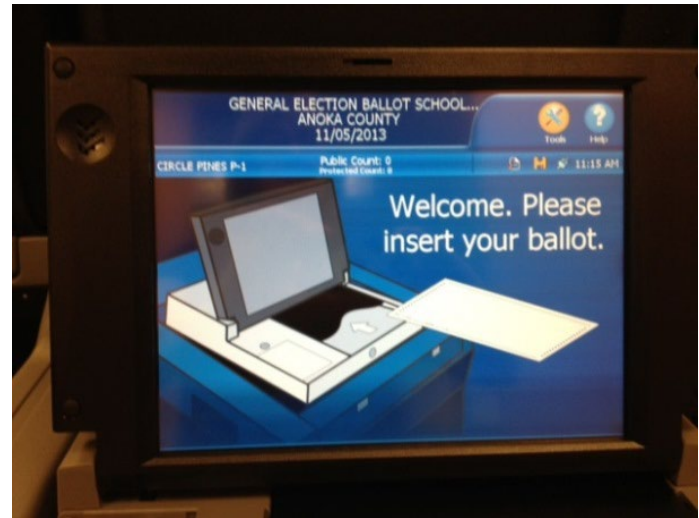 GENERAL ELECTION BALLOT SCHOOL...
ANOKA COUNTY
11/05/2013
Tools
Help
CIRCLE PINES P-1
Public Count: 0
Protected Count: 0
11:15 AM
Welcome. Please
insert your ballot.